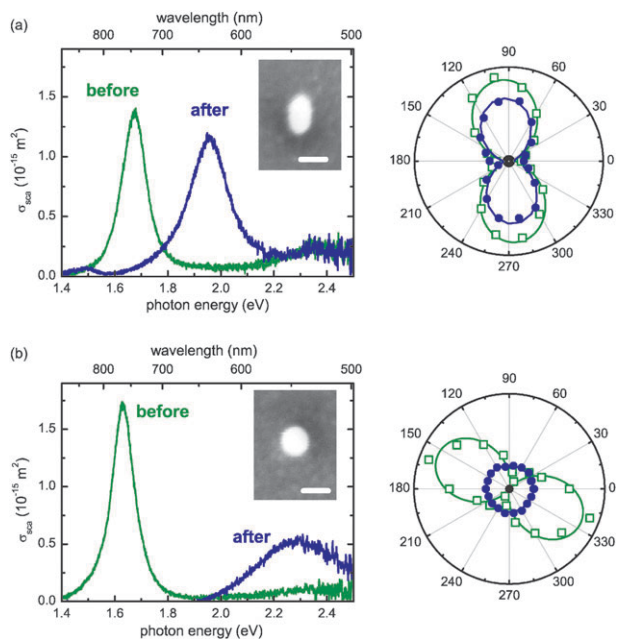 (a)
wavelength (nm)
800 700 600 500
before
after
1.5
1.0
0.5
0.0
σsca (10⁻¹⁵ m²)
1.4 1.6 1.8 2.0 2.2 2.4
photon energy (eV)
90
120 60
150 30
180 0
210 330
240 300
270
(b)
wavelength (nm)
800 700 600 500
before
after
1.5
1.0
0.5
0.0
σsca (10⁻¹⁵ m²)
1.4 1.6 1.8 2.0 2.2 2.4
photon energy (eV)
90
120 60
150 30
180 0
210 330
240 300
270